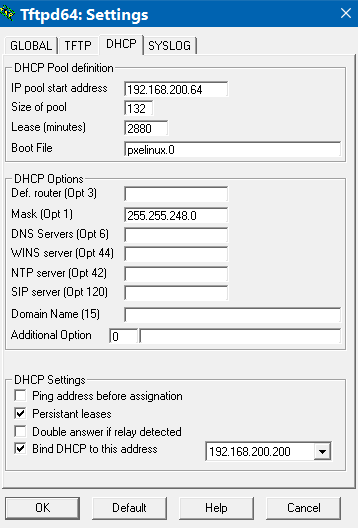 Tftpd64: Settings
GLOBAL TFTP DHCP SYSLOG
DHCP Pool definition
IP pool start address 192.168.200.64
Size of pool 132
Lease (minutes) 2880
Boot File pxelinux.0
DHCP Options
Def. router (Opt 3)
Mask (Opt 1) 255.255.248.0
DNS Servers (Opt 6)
WINS server (Opt 44)
NTP server (Opt 42)
SIP server (Opt 120)
Domain Name (15)
Additional Option 0
DHCP Settings
Ping address before assignation
Persistant leases
Double answer if relay detected
Bind DHCP to this address 192.168.200.200
OK Default Help Cancel